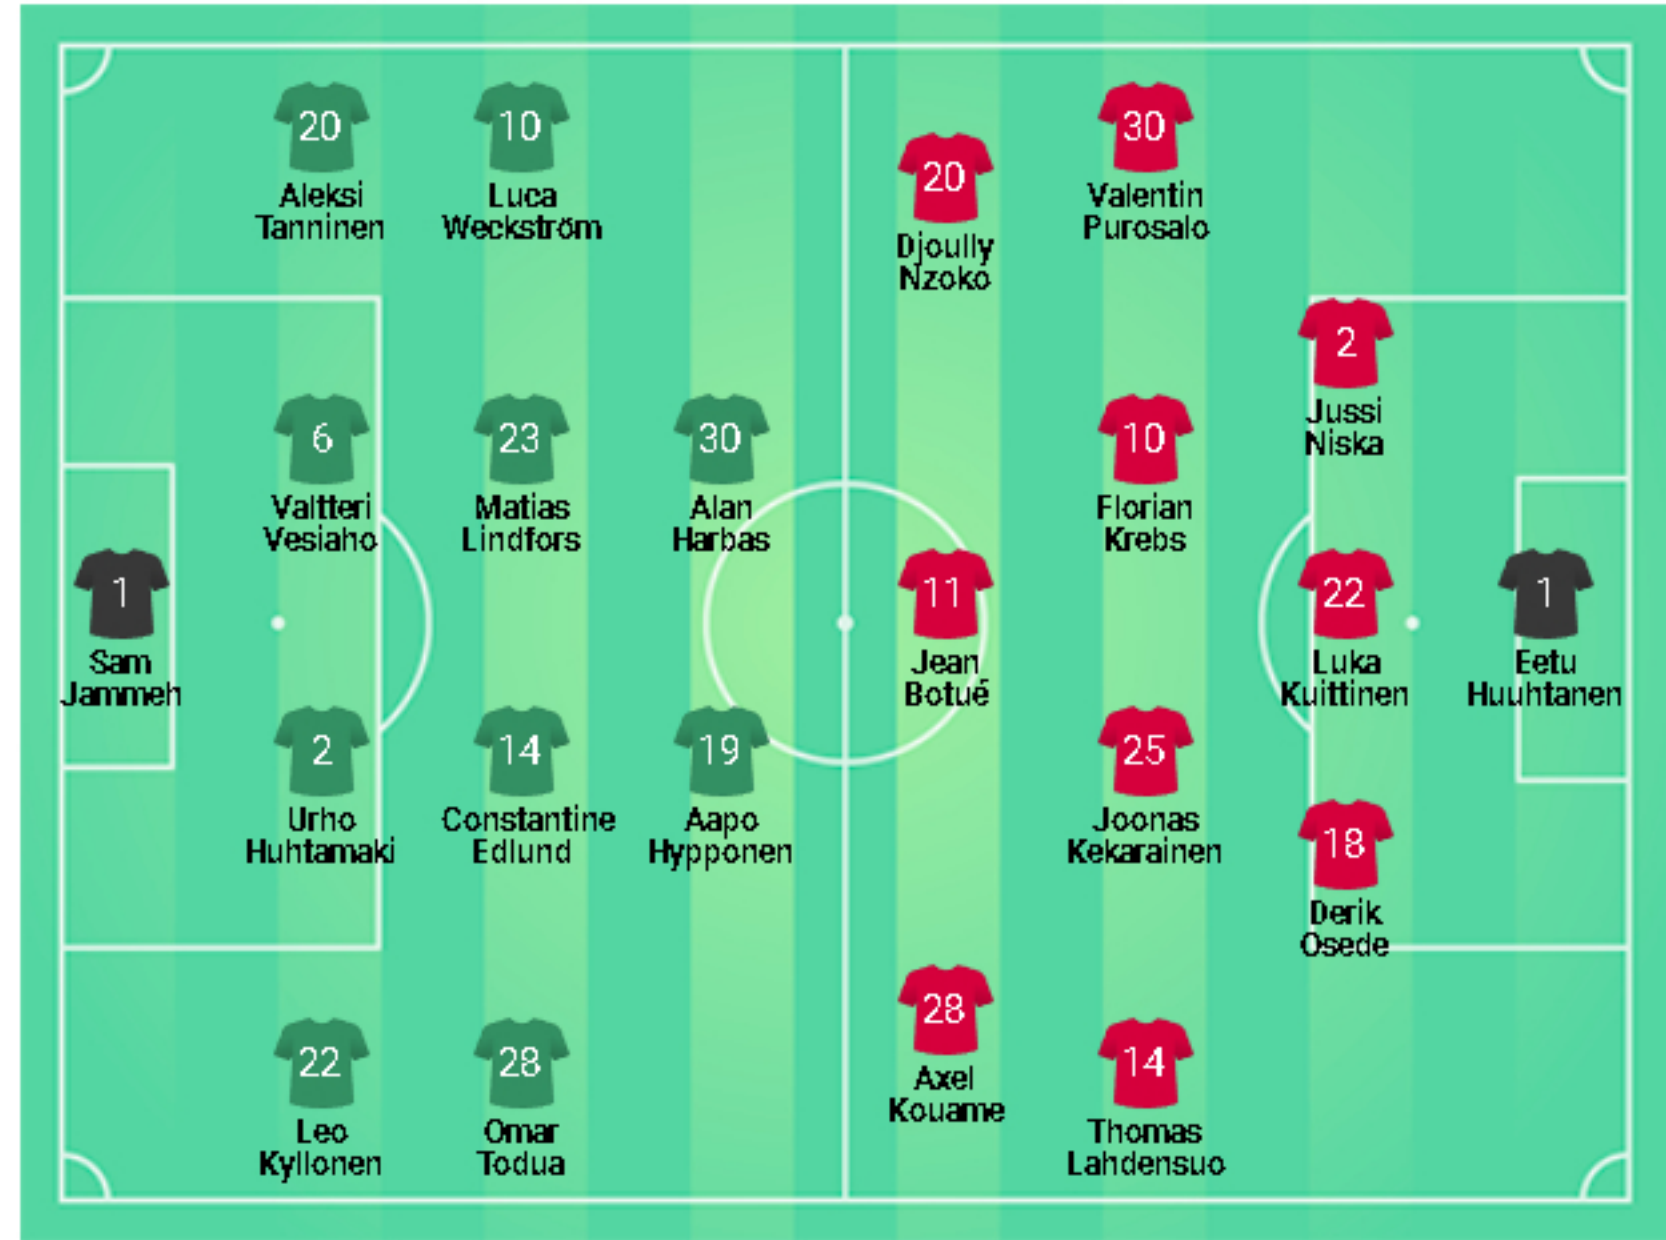 20
Aleksi
Tanninen
10
Luca
Weckström
20
Djoully
Nzoko
30
Valentin
Purosalo
6
Valtteri
Vesiaho
23
Matias
Lindfors
30
Alan
Harbas
10
Florian
Krebs
2
Jussi
Niska
1
Sam
Jammeh
11
Jean
Botué
22
Luka
Kuittinen
1
Eetu
Huuhtanen
2
Urho
Huhtamaki
14
Constantine
Edlund
19
Aapo
Hypponen
25
Joonas
Kekarainen
18
Derik
Osede
22
Leo
Kyllonen
28
Omar
Todua
28
Axel
Kouame
14
Thomas
Lahdensuo